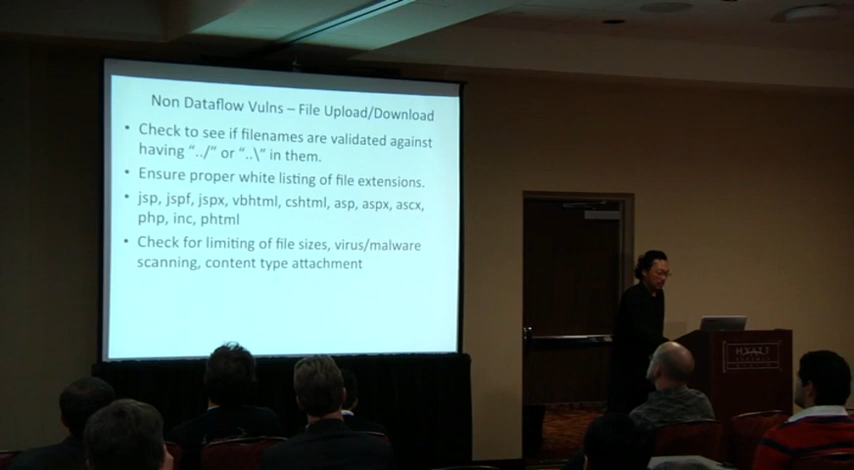 Non Dataflow Vulns – File Upload/Download
• Check to see if filenames are validated against
having “../” or “..\” in them.
• Ensure proper white listing of file extensions.
• jsp, jspf, jspx, vbhtml, cshtml, asp, aspx, ascx,
php, inc, phtml
• Check for limiting of file sizes, virus/malware
scanning, content type attachment
HYATT